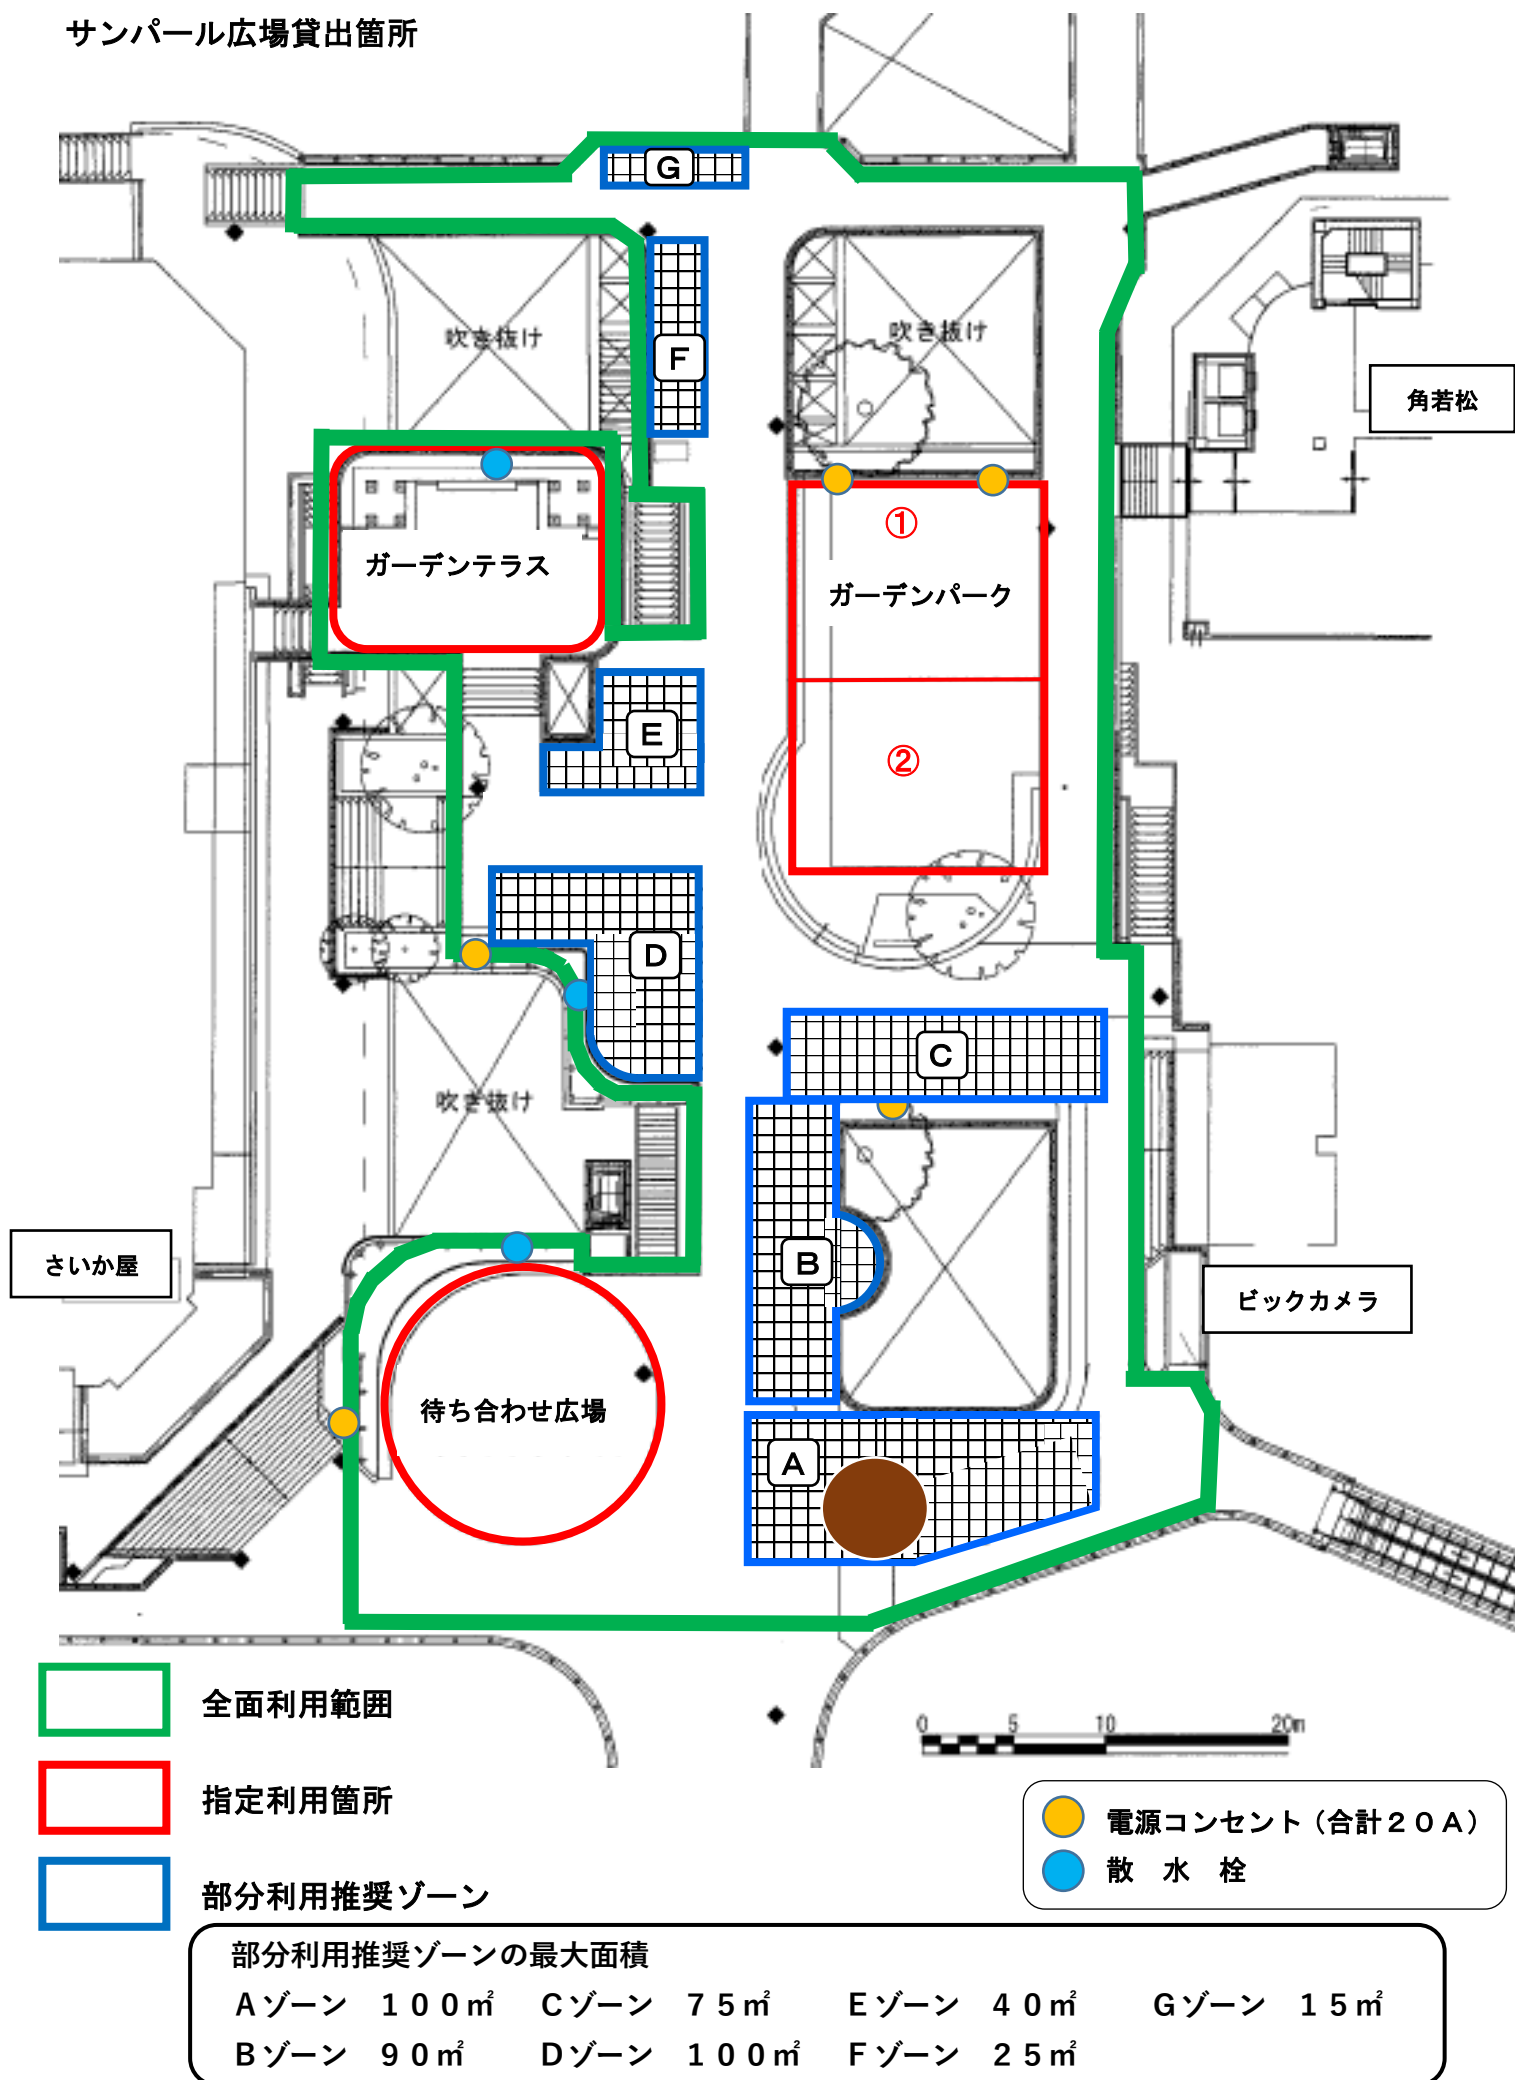 サンパール広場貸出箇所
G
吹き抜け
吹き抜け
F
角若松
①
ガーデンテラス
ガーデンパーク
E
②
D
C
吹き抜け
B
さいか屋
ビックカメラ
待ち合わせ広場
A
0 5 10 20m
全面利用範囲
指定利用箇所
部分利用推奨ゾーン
電源コンセント（合計２０Ａ）
散　水　栓
部分利用推奨ゾーンの最大面積
Ａゾーン　１００㎡　Ｃゾーン　７５㎡　Ｅゾーン　４０㎡　Ｇゾーン　１５㎡
Ｂゾーン　９０㎡　Ｄゾーン　１００㎡　Ｆゾーン　２５㎡